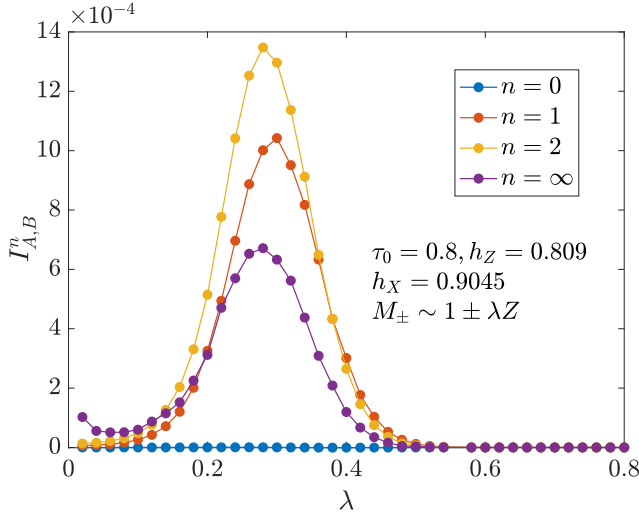 ×10⁻⁴
14
12
10
8
6
4
2
0
0
0.2
0.4
0.6
0.8
λ
Iⁿ_{A,B}
n = 0
n = 1
n = 2
n = ∞
τ₀ = 0.8, h_Z = 0.809
h_X = 0.9045
M_± ∼ 1 ± λZ